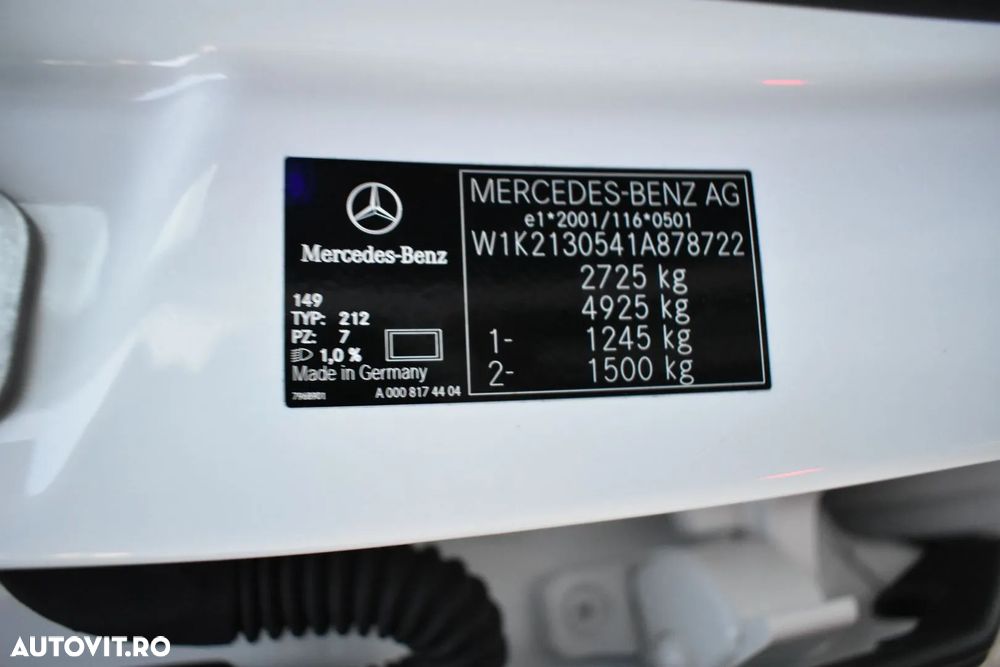 Mercedes-Benz
149
TYP: 212
PZ: 7
1,0 %
Made in Germany
7968901 A 000 817 44 04
MERCEDES-BENZ AG
e1*2001/116*0501
W1K2130541A878722
2725 kg
4925 kg
1- 1245 kg
2- 1500 kg
AUTOVIT.RO